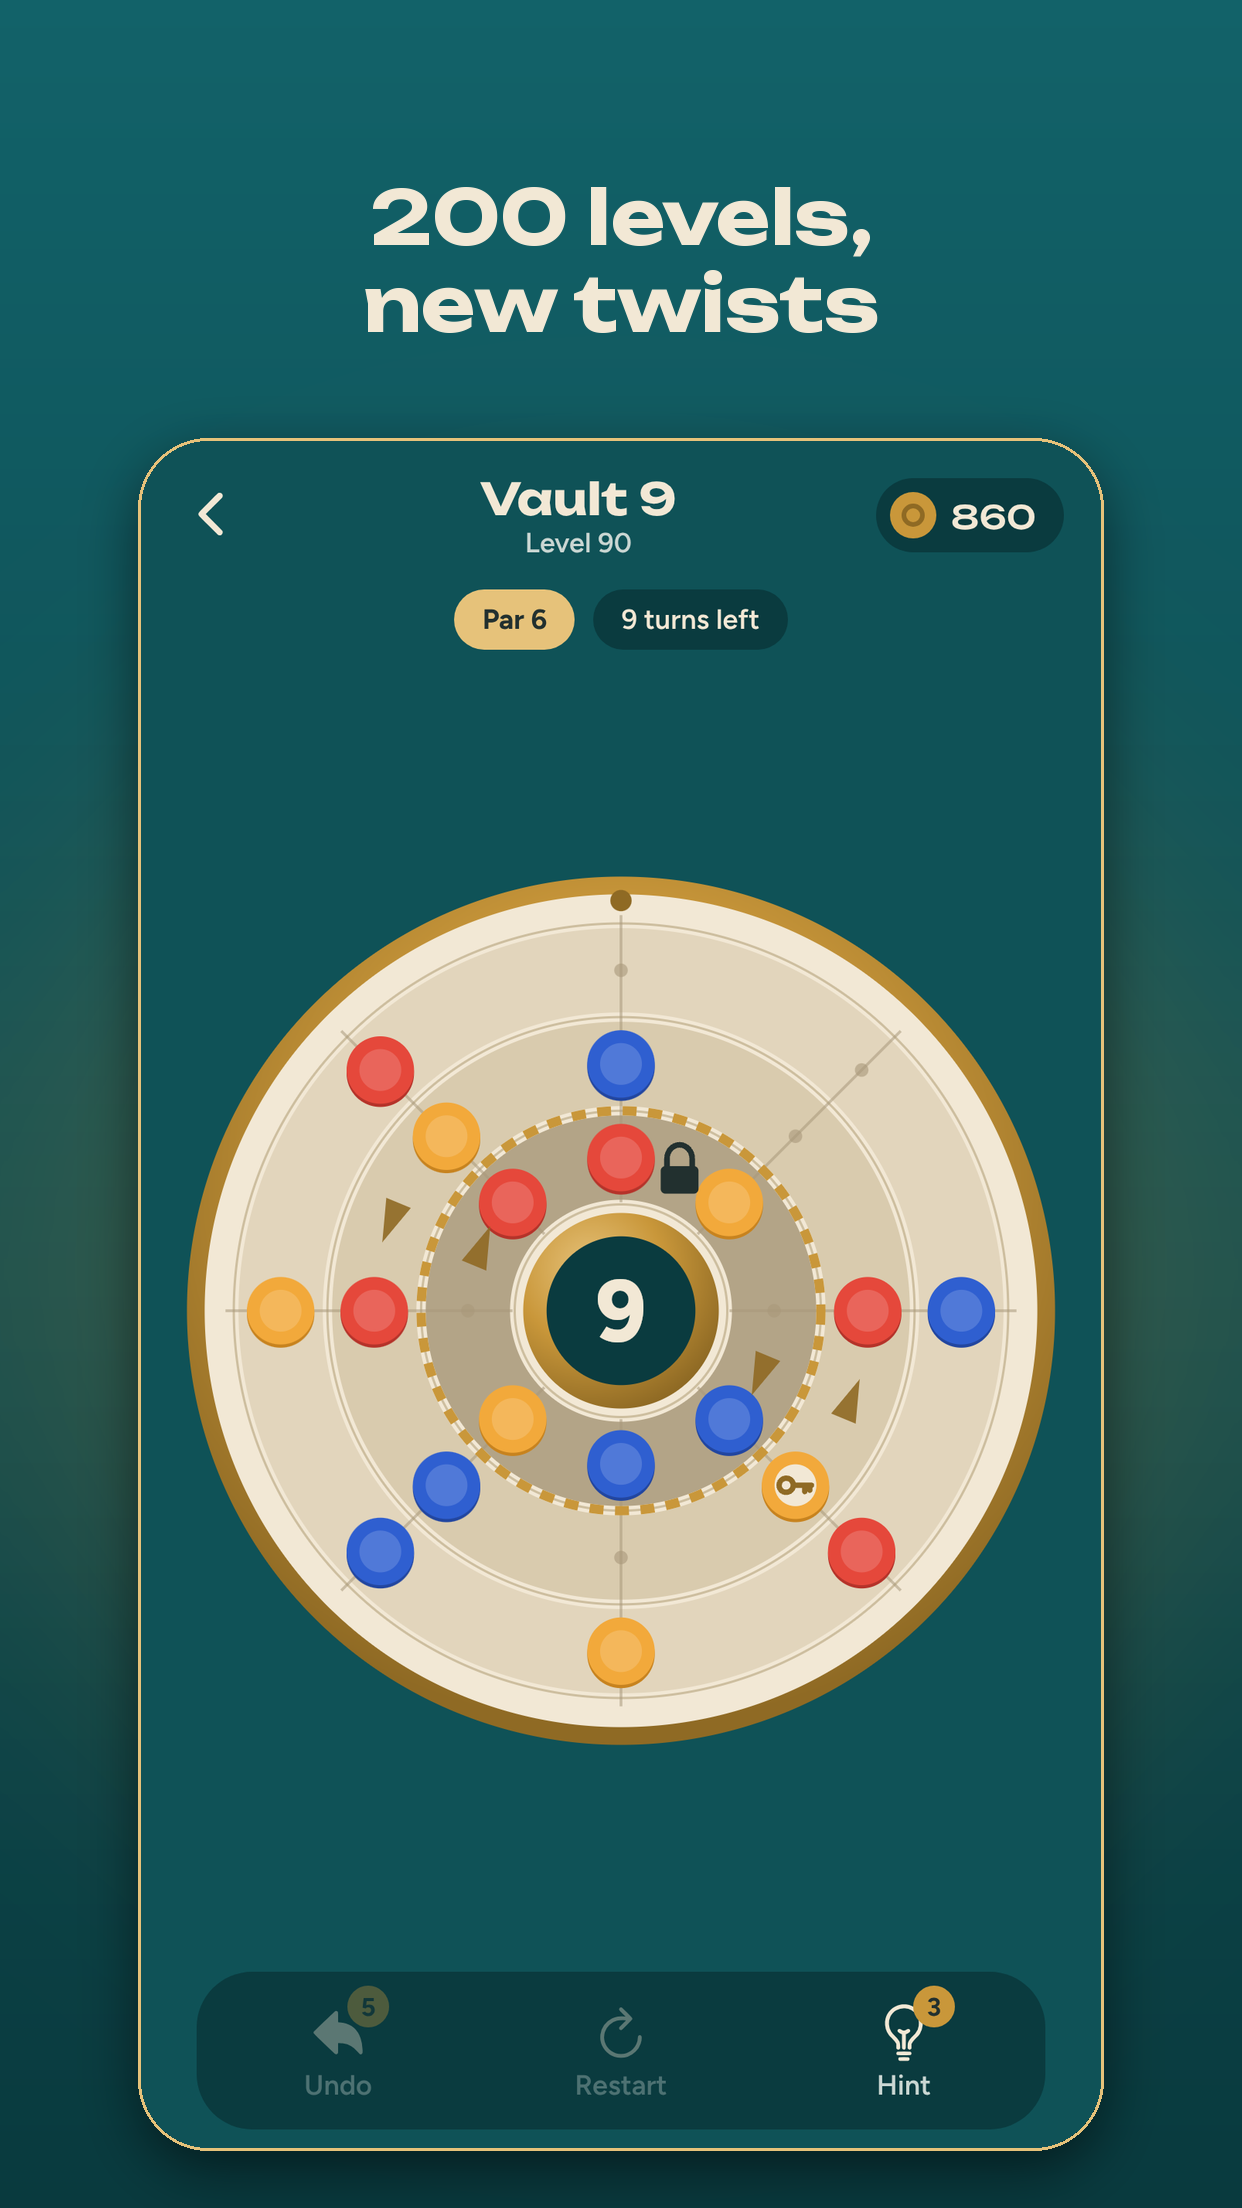 200 levels,
new twists
Vault 9
Level 90
860
Par 6
9 turns left
9
5
Undo
Restart
3
Hint